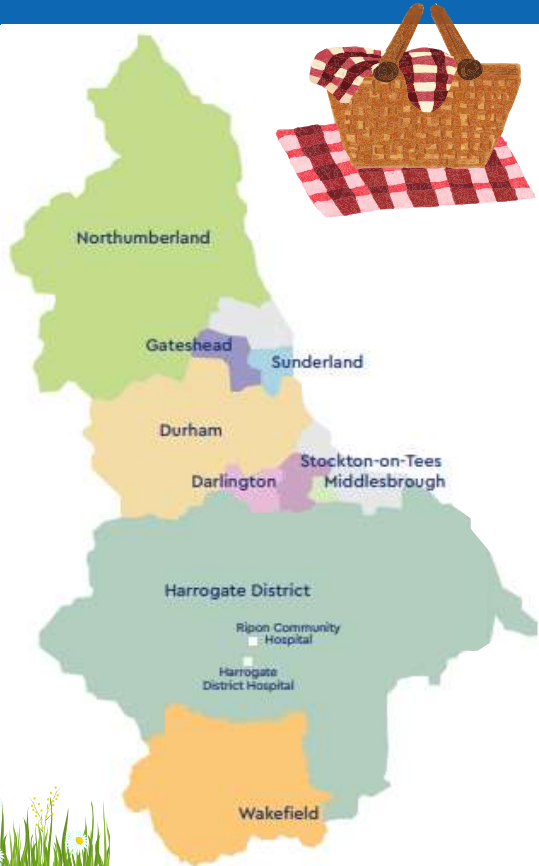 Northumberland
Gateshead
Sunderland
Durham
Stockton-on-Tees
Darlington
Middlesbrough
Harrogate District
Ripon Community
Hospital
Harrogate
District Hospital
Wakefield